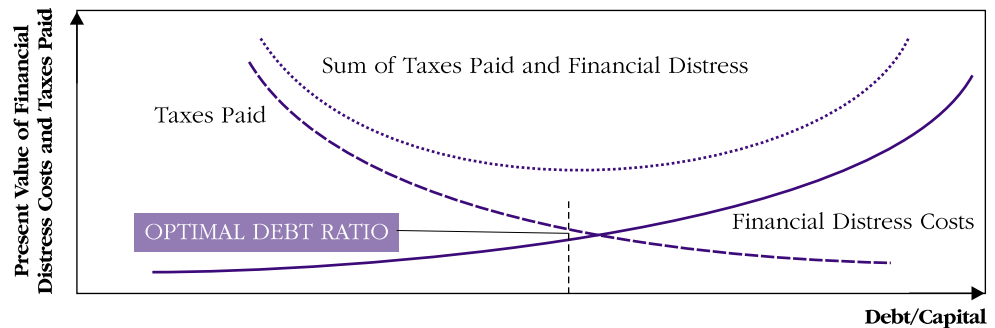 Present Value of Financial
Distress Costs and Taxes Paid
Sum of Taxes Paid and Financial Distress
Taxes Paid
OPTIMAL DEBT RATIO
Financial Distress Costs
Debt/Capital